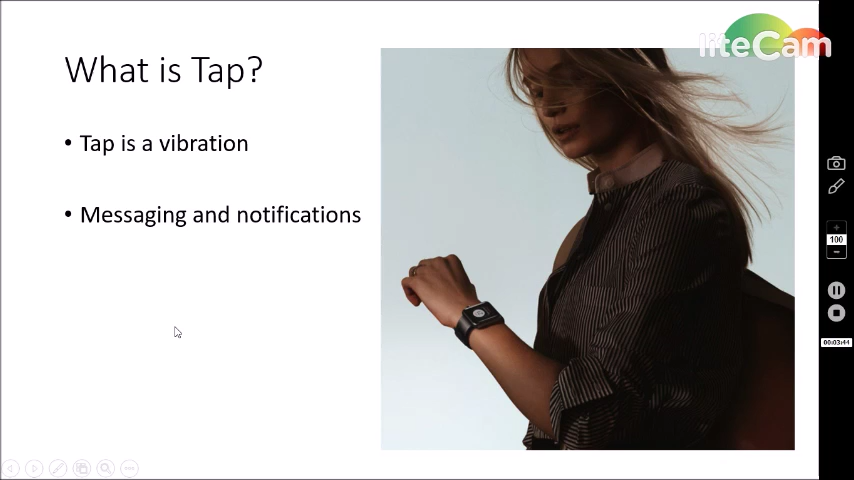 liteCam
What is Tap?
• Tap is a vibration
• Messaging and notifications
100
00:03:44